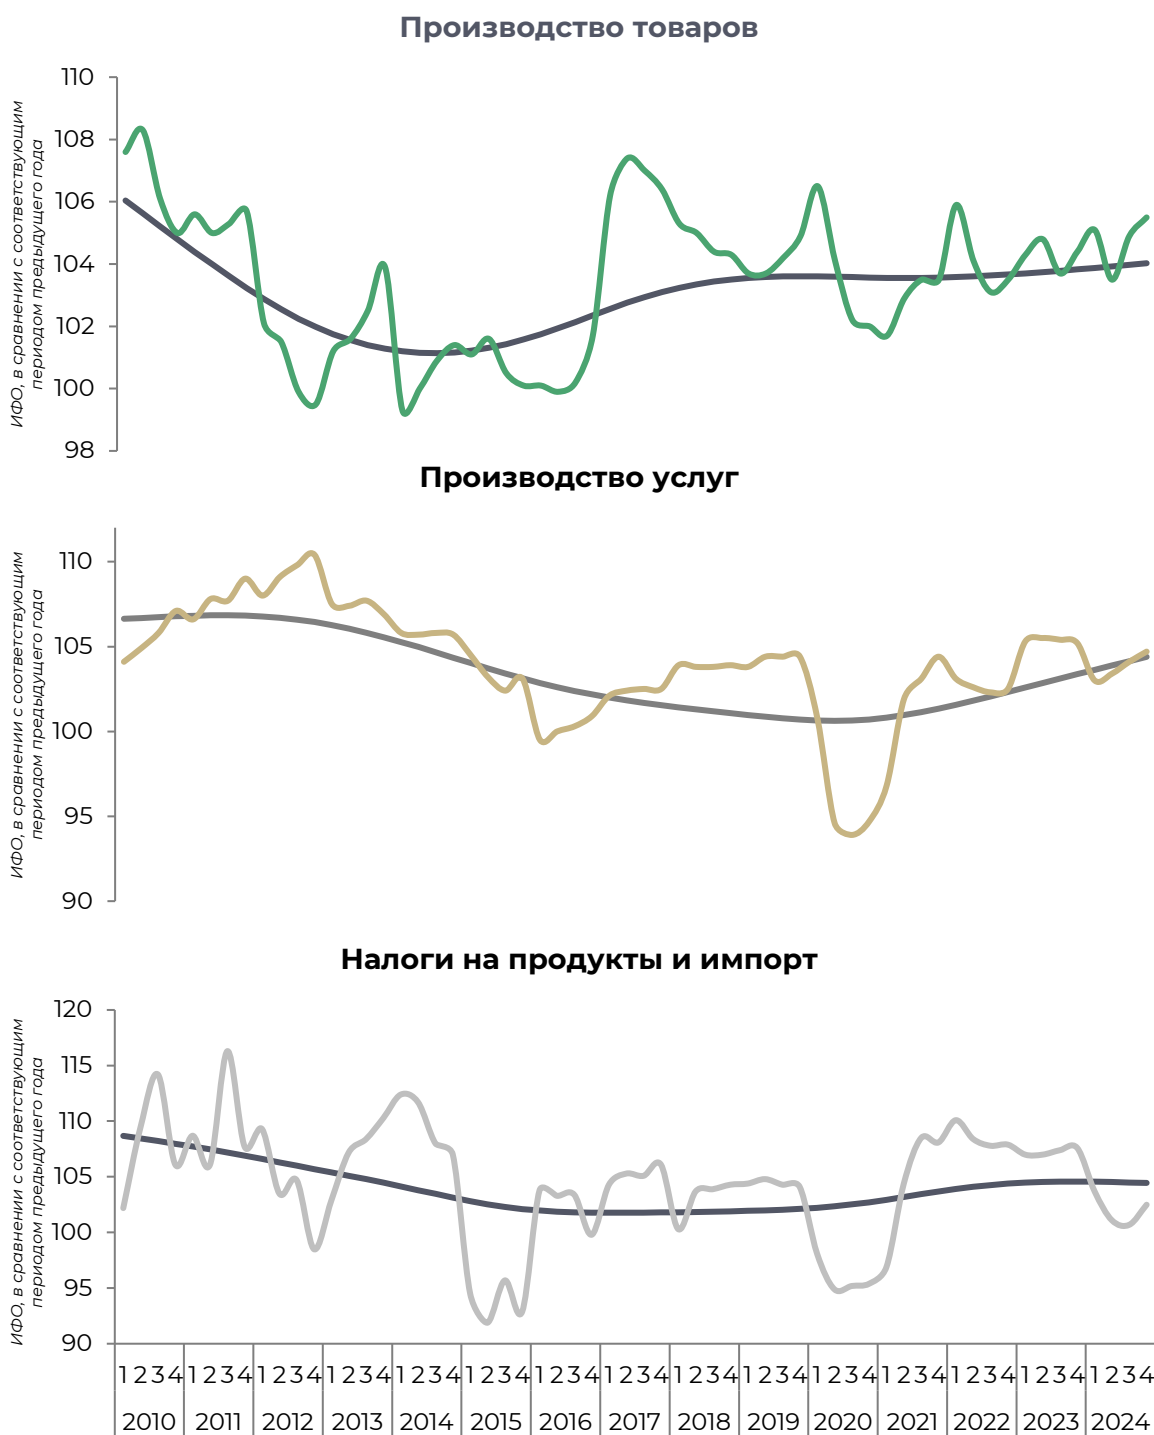 Производство товаров
ИФО, в сравнении с соответствующим
периодом предыдущего года
110
108
106
104
102
100
98
Производство услуг
ИФО, в сравнении с соответствующим
периодом предыдущего года
110
105
100
95
90
Налоги на продукты и импорт
ИФО, в сравнении с соответствующим
периодом предыдущего года
120
115
110
105
100
95
90
1 2 3 4 1 2 3 4 1 2 3 4 1 2 3 4 1 2 3 4 1 2 3 4 1 2 3 4 1 2 3 4 1 2 3 4 1 2 3 4 1 2 3 4 1 2 3 4 1 2 3 4 1 2 3 4 1 2 3 4
2010 2011 2012 2013 2014 2015 2016 2017 2018 2019 2020 2021 2022 2023 2024